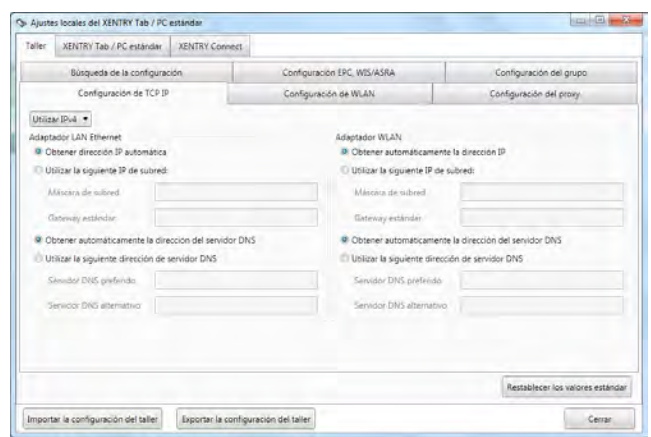 Ajustes locales del XENTRY Tab / PC estándar
Taller XENTRY Tab / PC estándar XENTRY Connect
Búsqueda de la configuración Configuración EPC, WIS/ASRA Configuración del grupo
Configuración de TCP IP Configuración de WLAN Configuración del proxy
Utilizar IPv4
Adaptador LAN Ethernet Adaptador WLAN
Obtener dirección IP automática Obtener automáticamente la dirección IP
Utilizar la siguiente IP de subred: Utilizar la siguiente IP de subred:
Máscara de subred Máscara de subred
Gateway estándar Gateway estándar
Obtener automáticamente la dirección del servidor DNS Obtener automáticamente la dirección del servidor DNS
Utilizar la siguiente dirección de servidor DNS Utilizar la siguiente dirección de servidor DNS
Servidor DNS preferido Servidor DNS preferido
Servidor DNS alternativo Servidor DNS alternativo
Restablecer los valores estándar
Importar la configuración del taller Exportar la configuración del taller Cerrar